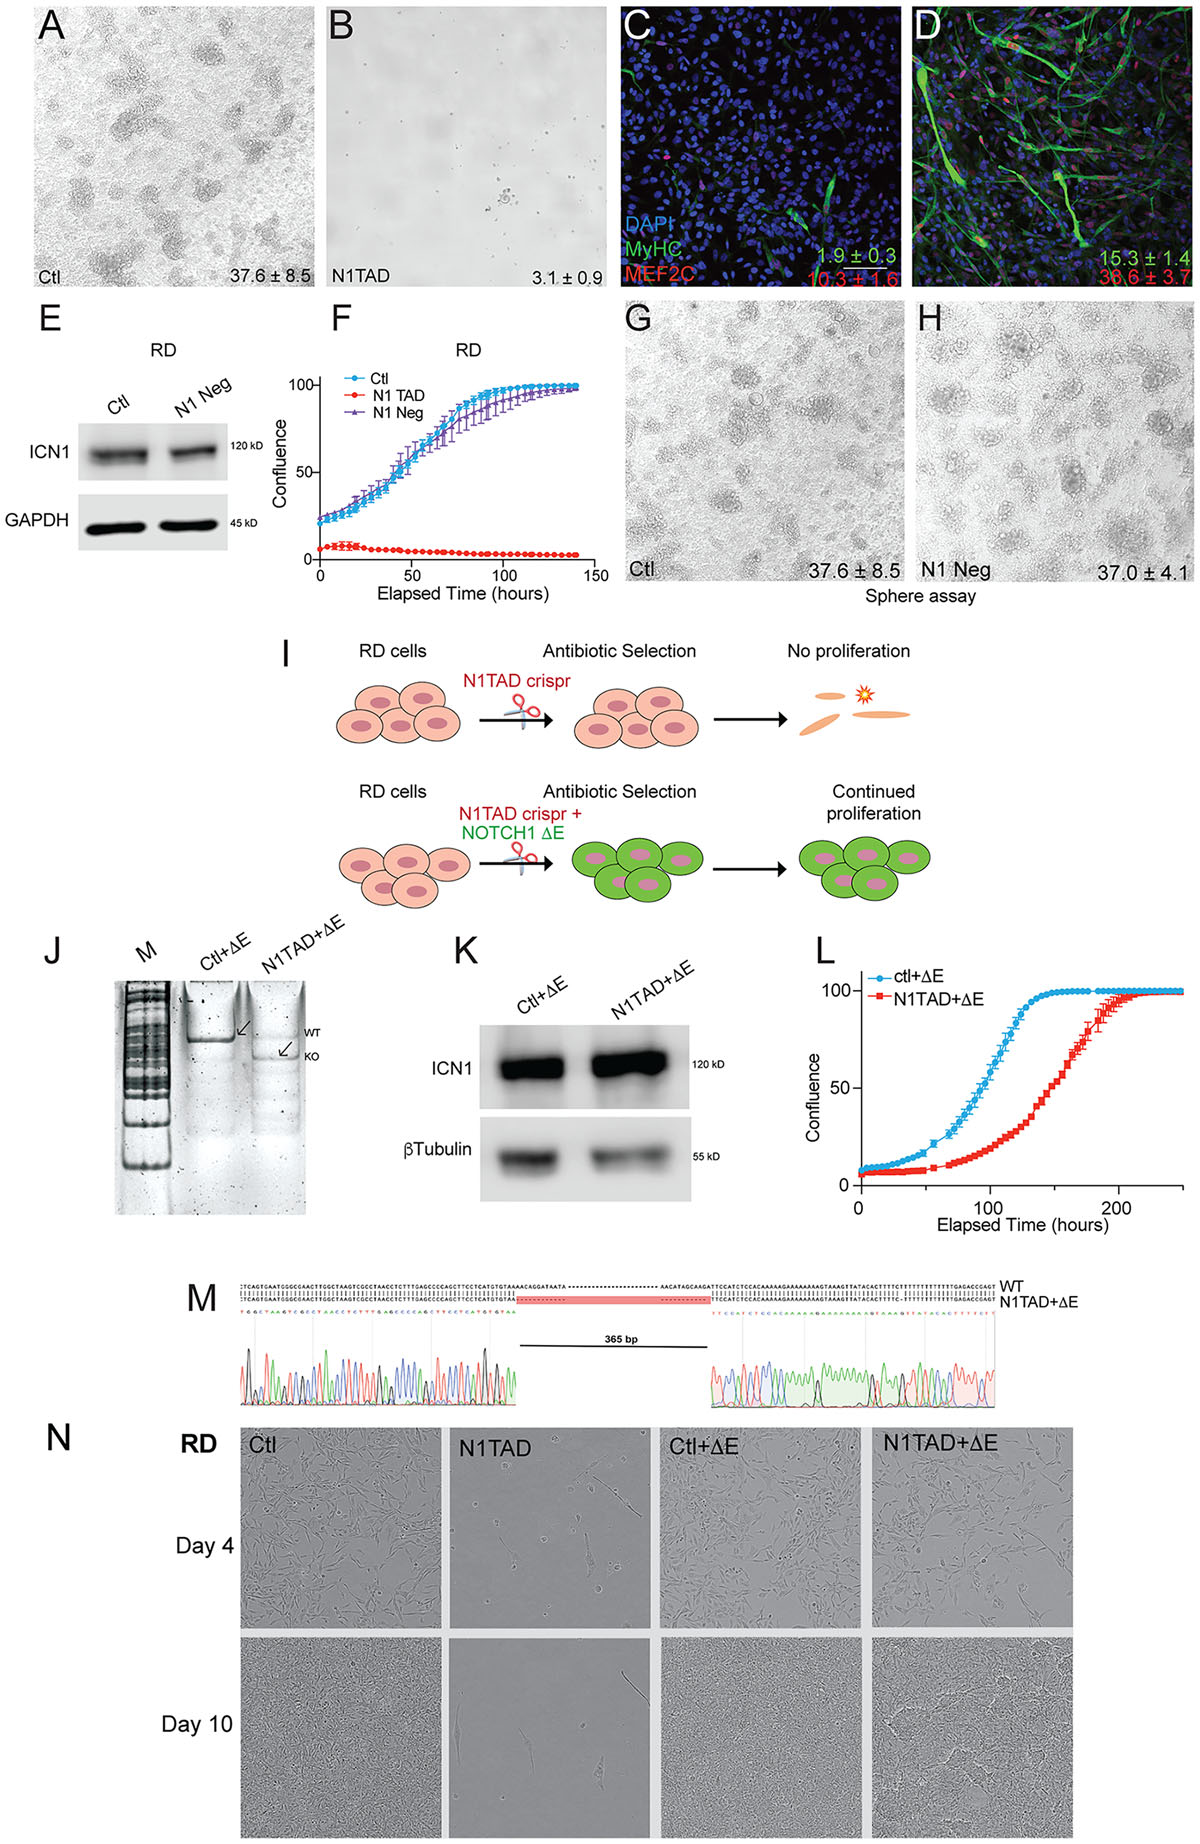 A
Ctl
37.6 ± 8.5
B
N1TAD
3.1 ± 0.9
C
DAPI
MyHC
MEF2C
1.9 ± 0.3
10.3 ± 1.6
D
15.3 ± 1.4
38.6 ± 3.7
E
RD
Ctl
N1 Neg
ICN1
120 kD
GAPDH
45 kD
F
RD
Ctl
N1 TAD
N1 Neg
Confluence
100
50
0
0
50
100
150
Elapsed Time (hours)
G
Ctl
37.6 ± 8.5
H
N1 Neg
37.0 ± 4.1
Sphere assay
I
RD cells
Antibiotic Selection
No proliferation
N1TAD crispr
RD cells
Antibiotic Selection
Continued
proliferation
N1TAD crispr +
NOTCH1 ΔE
J
M
Ctl+ΔE
N1TAD+ΔE
WT
KO
K
Ctl+ΔE
N1TAD+ΔE
ICN1
120 kD
βTubulin
55 kD
L
ctl+ΔE
N1TAD+ΔE
Confluence
100
50
0
0
100
200
Elapsed Time (hours)
M
WT
N1TAD+ΔE
365 bp
N
RD
Ctl
N1TAD
Ctl+ΔE
N1TAD+ΔE
Day 4
Day 10